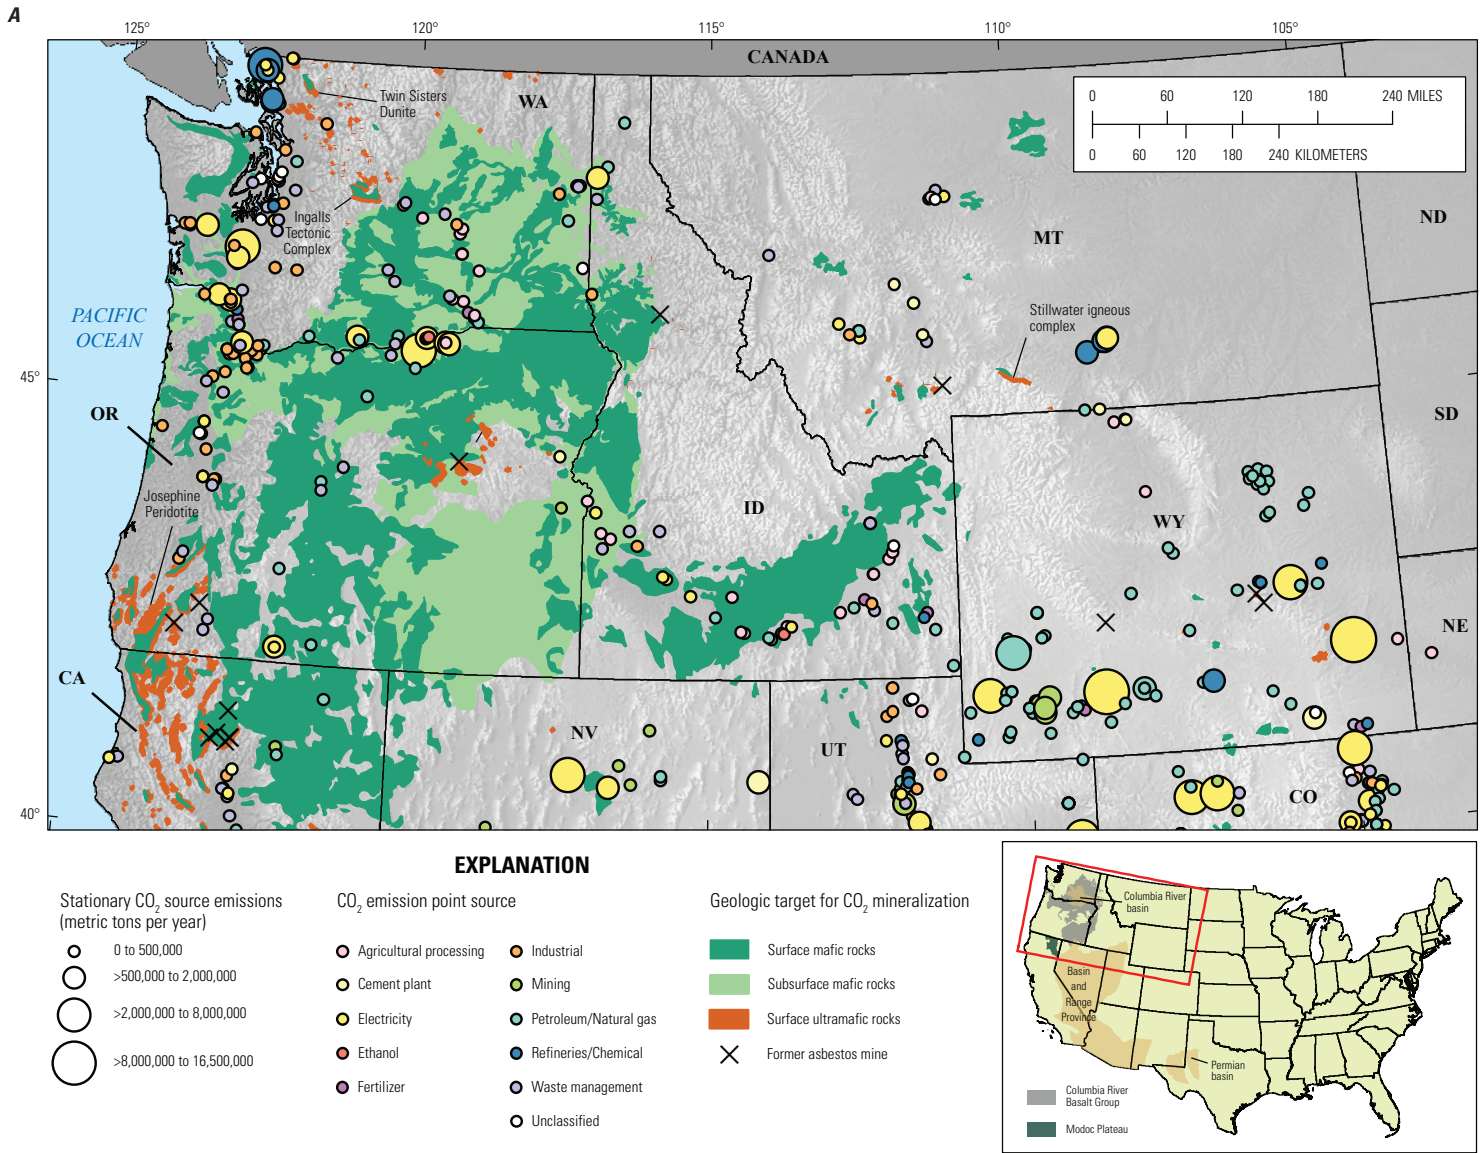 A
115°
110°
105°
120°
125°
CANADA
0 60 120 180 240 MILES
0 60 120 180 240 KILOMETERS
WA
Twin Sisters
Dunite
Ingalls
Tectonic
Complex
MT
ND
PACIFIC
OCEAN
Stillwater igneous
complex
45°
OR
SD
Josephine
Peridotite
ID
WY
NE
CA
NV
UT
CO
40°
EXPLANATION
Stationary CO2 source emissions
(metric tons per year)
0 to 500,000
>500,000 to 2,000,000
>2,000,000 to 8,000,000
>8,000,000 to 16,500,000
CO2 emission point source
Agricultural processing
Cement plant
Electricity
Ethanol
Fertilizer
Industrial
Mining
Petroleum/Natural gas
Refineries/Chemical
Waste management
Unclassified
Geologic target for CO2 mineralization
Surface mafic rocks
Subsurface mafic rocks
Surface ultramafic rocks
Former asbestos mine
Columbia River
basin
Basin
and
Range
Province
Permian
basin
Columbia River
Basalt Group
Modoc Plateau